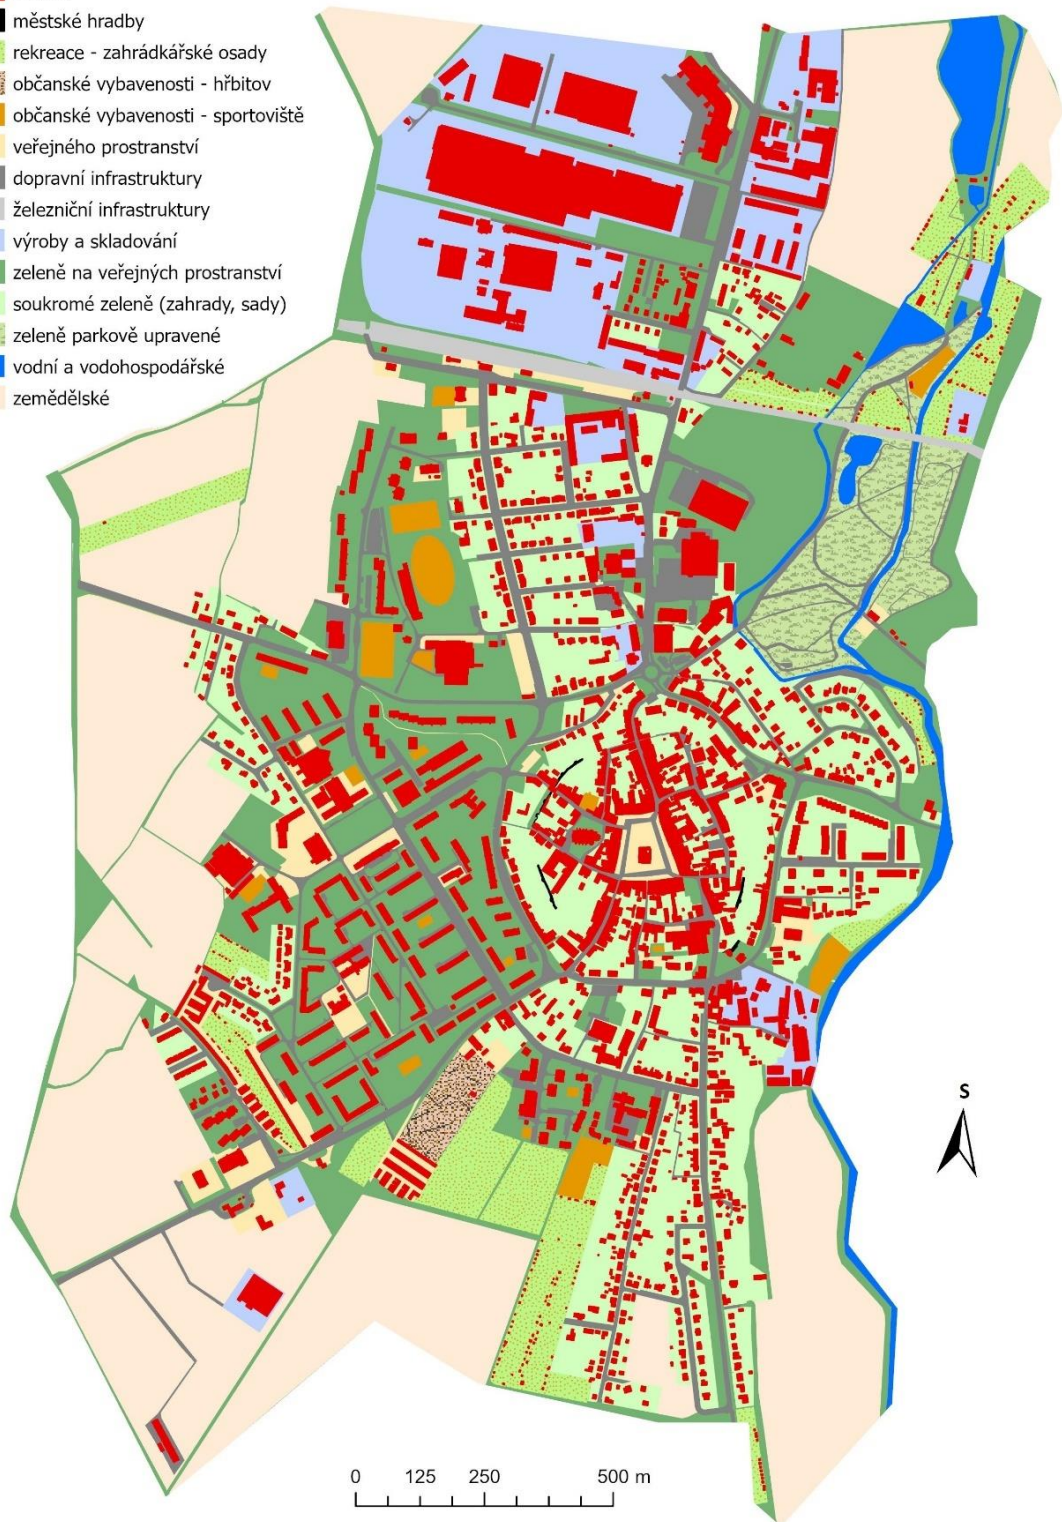 městské hradby
rekreace - zahrádkářské osady
občanské vybavenosti - hřbitov
občanské vybavenosti - sportoviště
veřejného prostranství
dopravní infrastruktury
železniční infrastruktury
výroby a skladování
zeleně na veřejných prostranství
soukromé zeleně (zahrady, sady)
zeleně parkově upravené
vodní a vodohospodářské
zemědělské
S
0 125 250 500 m